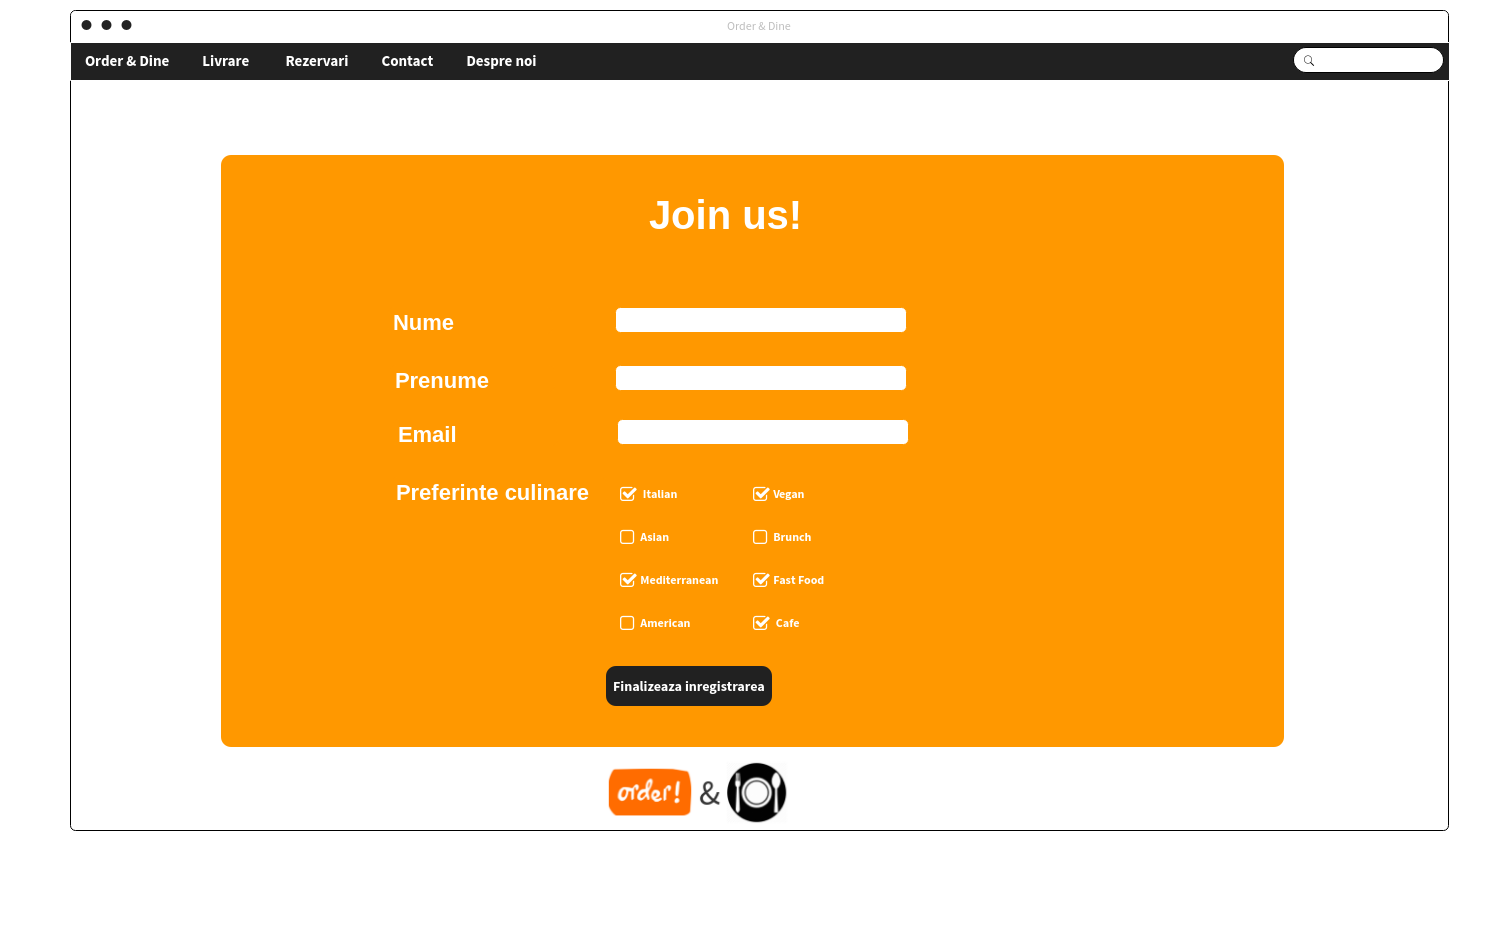 Order & Dine
Order & Dine Livrare Rezervari Contact Despre noi
Join us!
Nume
Prenume
Email
Preferinte culinare Italian Vegan
Asian Brunch
Mediterranean Fast Food
American Cafe
Finalizeaza inregistrarea
order! &